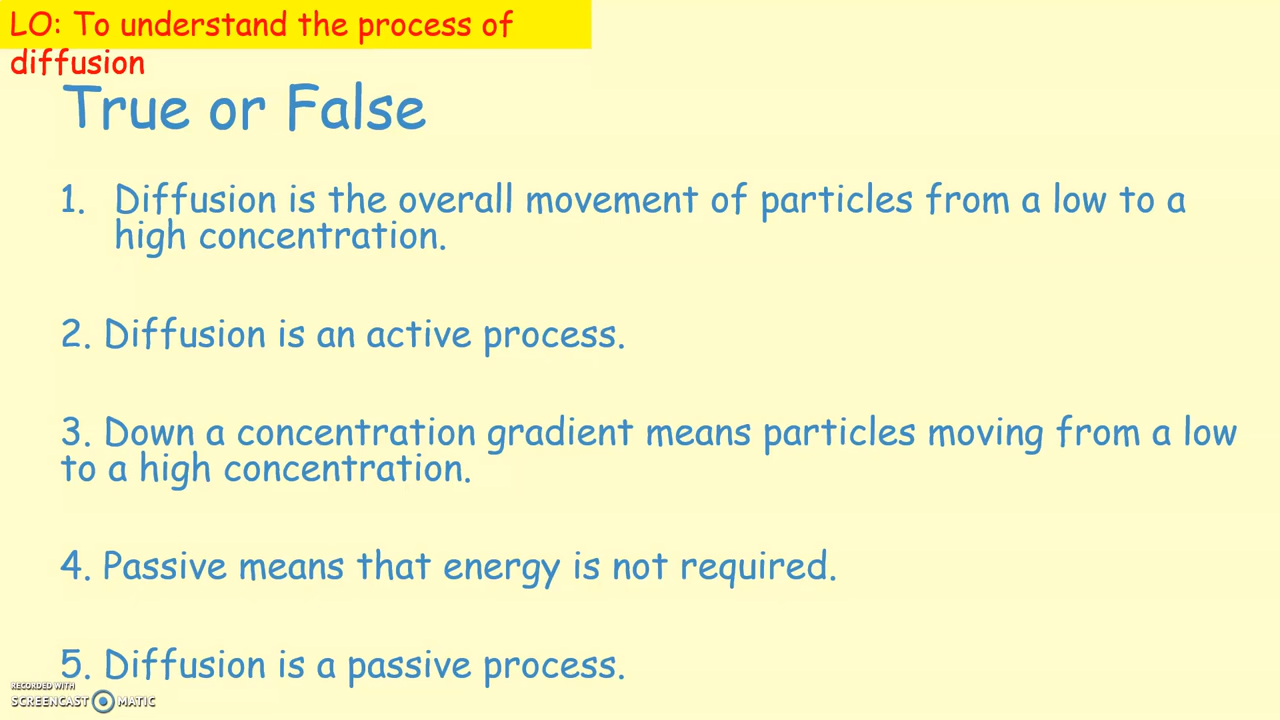 LO: To understand the process of
diffusion
True or False
1. Diffusion is the overall movement of particles from a low to a
high concentration.
2. Diffusion is an active process.
3. Down a concentration gradient means particles moving from a low
to a high concentration.
4. Passive means that energy is not required.
5. Diffusion is a passive process.
RECORDED WITH
SCREENCAST MATIC